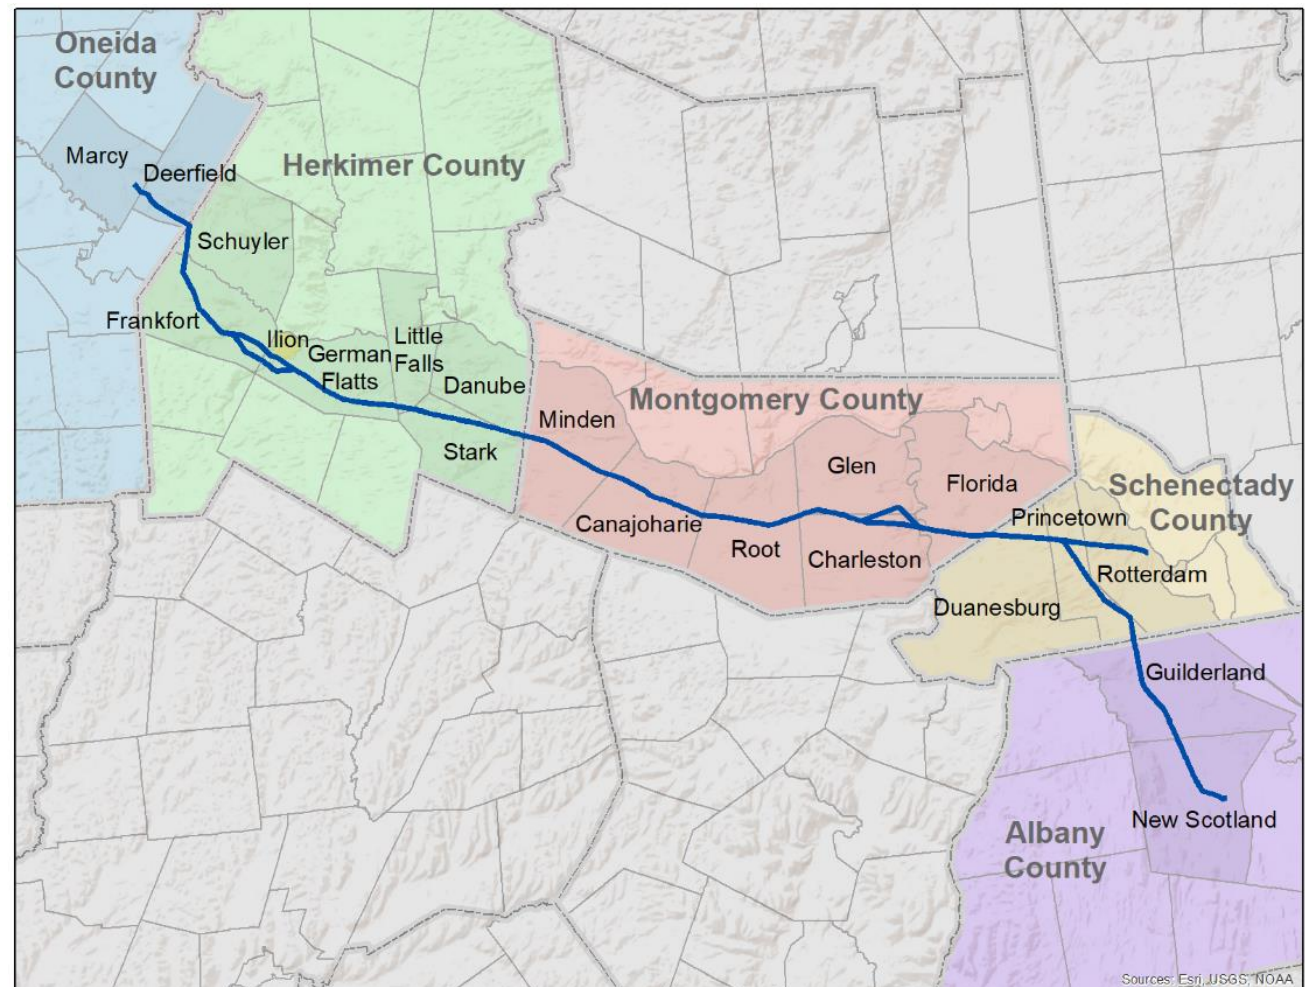 Oneida
County
Marcy
Deerfield
Herkimer County
Schuyler
Frankfort
Ilion
German
Flatts
Little
Falls
Danube
Stark
Minden
Montgomery County
Canajoharie
Root
Glen
Charleston
Florida
Schenectady
County
Princetown
Rotterdam
Duanesburg
Guilderland
New Scotland
Albany
County
Sources: Esri, USGS, NOAA